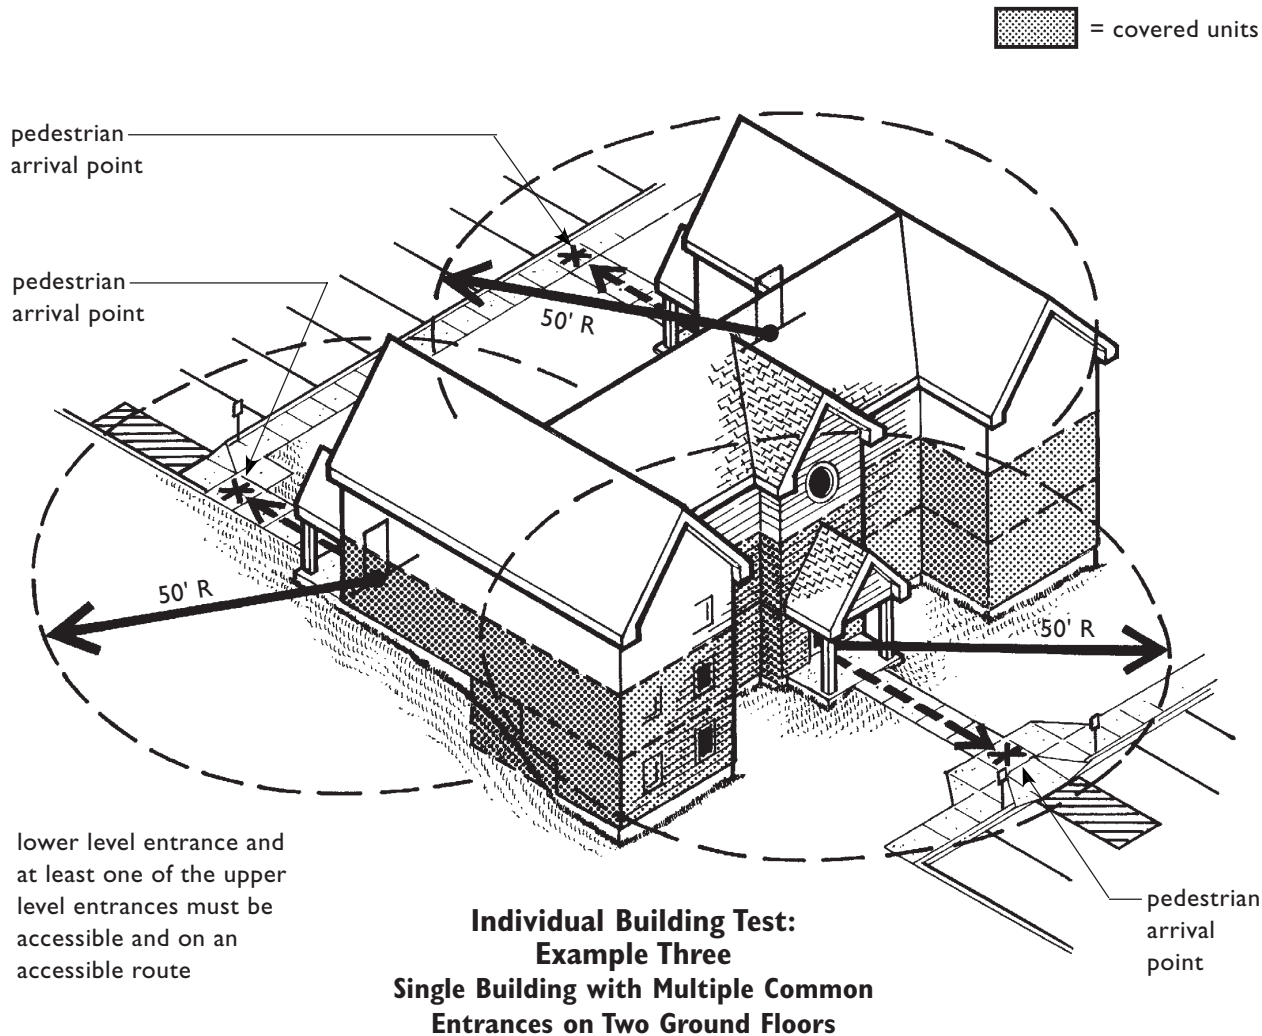 = covered units
pedestrian
arrival point
pedestrian
arrival point
50' R
50' R
50' R
lower level entrance and
at least one of the upper
level entrances must be
accessible and on an
accessible route
pedestrian
arrival
point
Individual Building Test:
Example Three
Single Building with Multiple Common
Entrances on Two Ground Floors